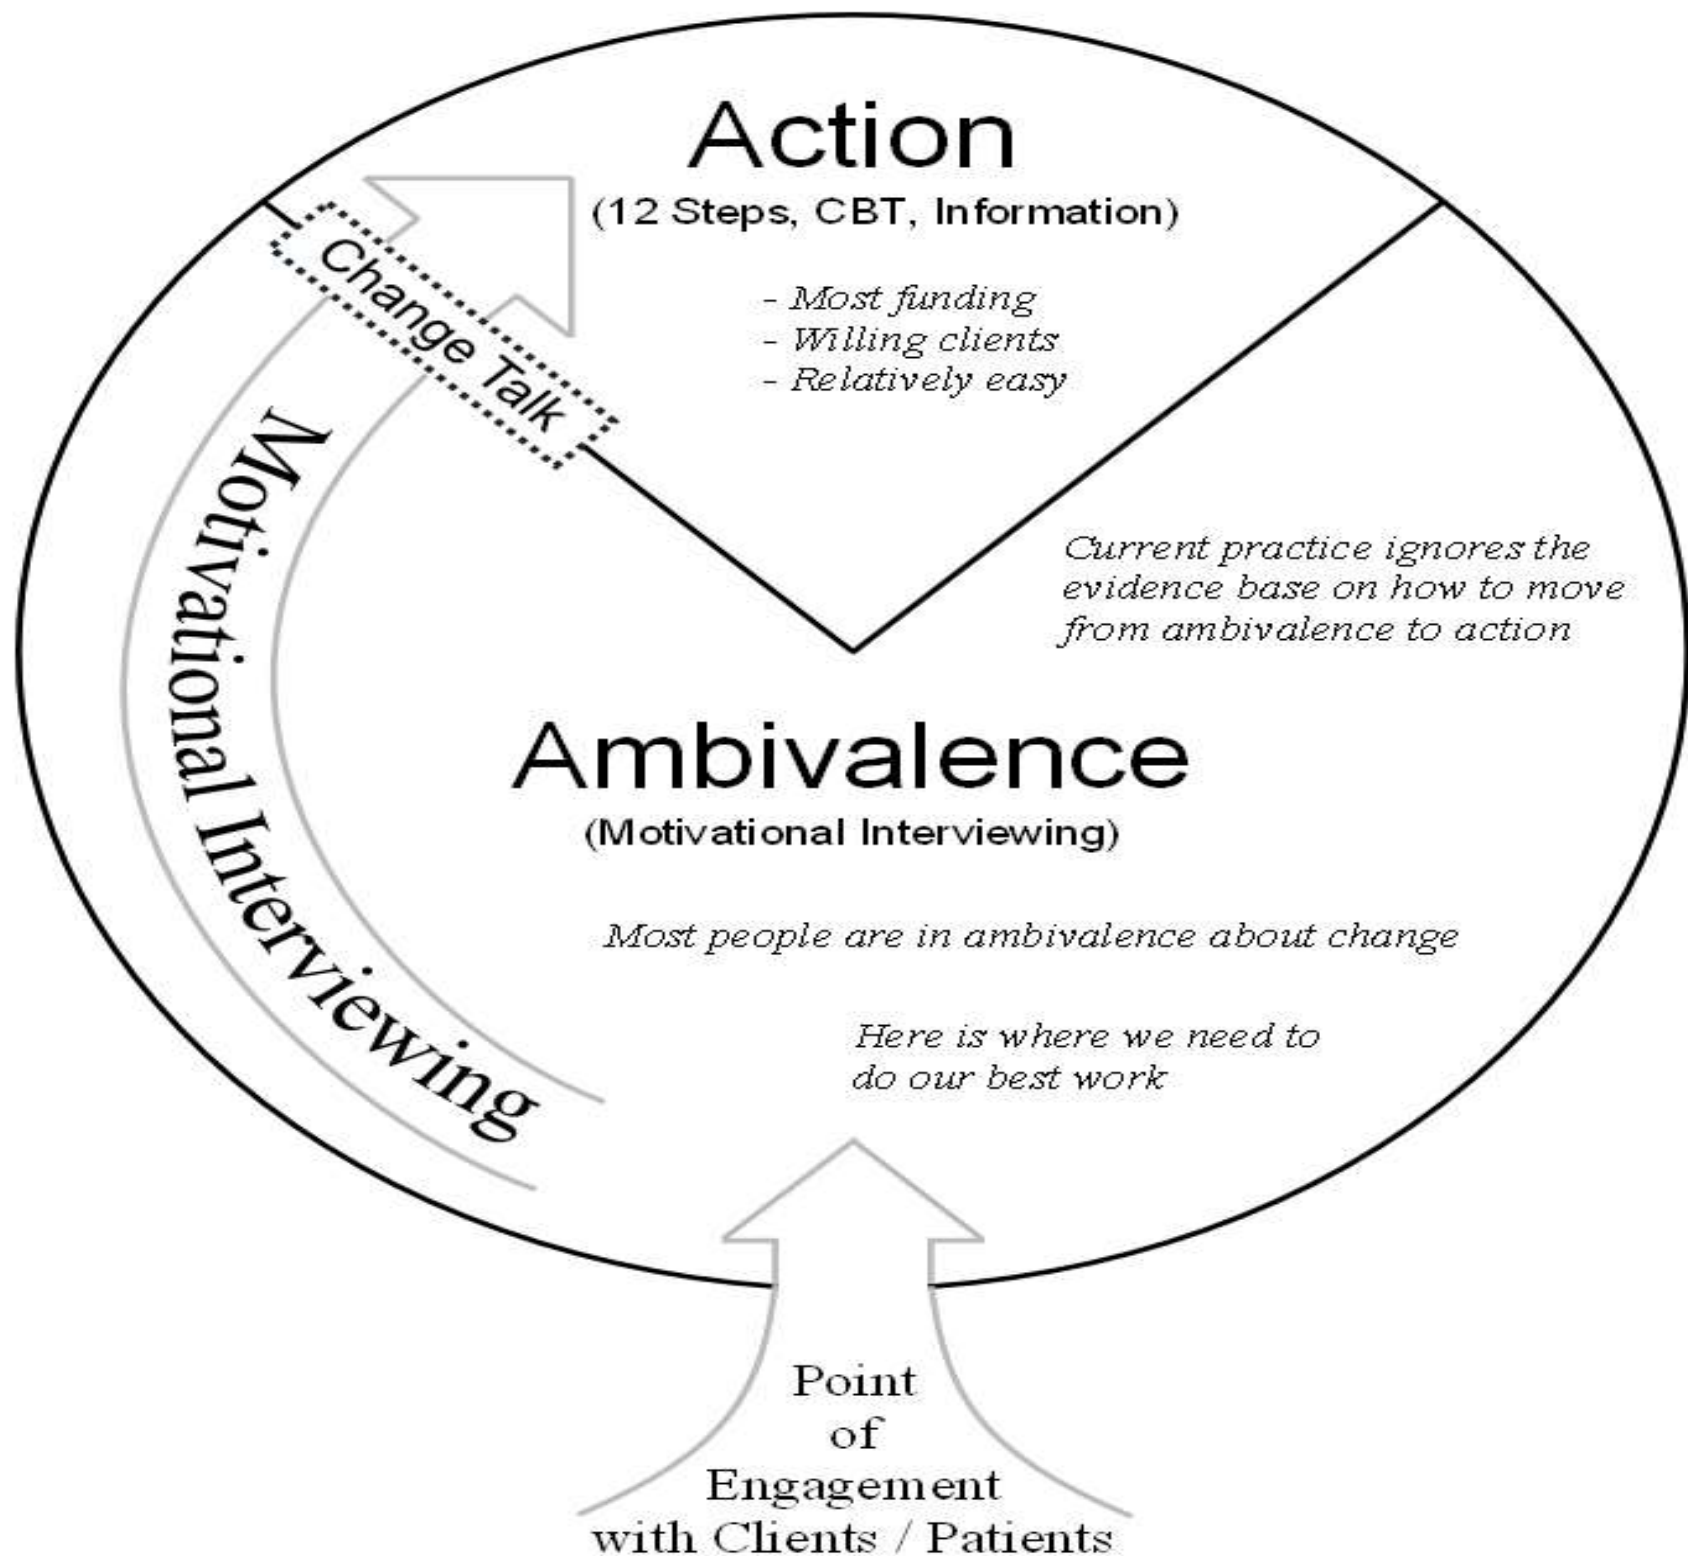 Action
(12 Steps, CBT, Information)
- Most funding
- Willing clients
- Relatively easy
Change Talk
Motivational Interviewing
Current practice ignores the
evidence base on how to move
from ambivalence to action
Ambivalence
(Motivational Interviewing)
Most people are in ambivalence about change
Here is where we need to
do our best work
Point
of
Engagement
with Clients / Patients